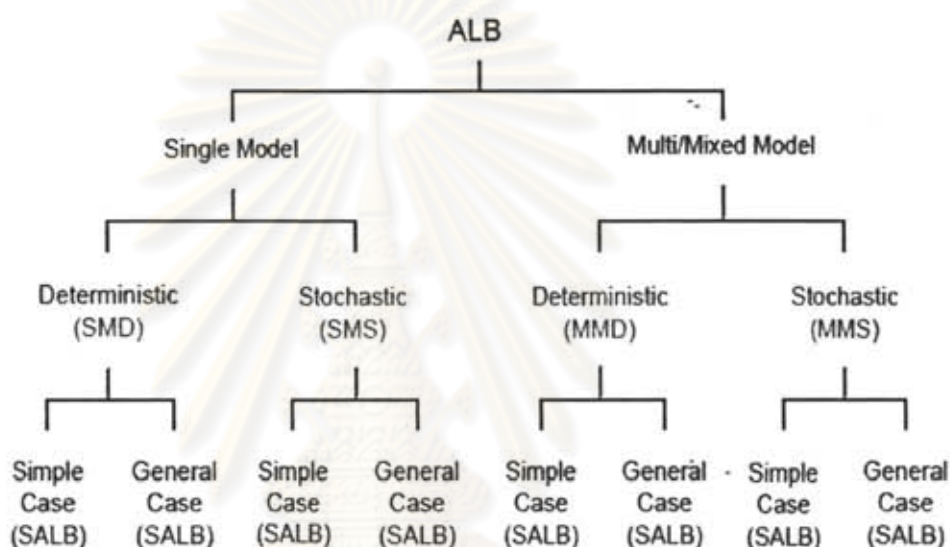 ALB
Single Model
Multi/Mixed Model
Deterministic
(SMD)
Stochastic
(SMS)
Deterministic
(MMD)
Stochastic
(MMS)
Simple
Case
(SALB)
General
Case
(SALB)
Simple
Case
(SALB)
General
Case
(SALB)
Simple
Case
(SALB)
General
Case
(SALB)
Simple
Case
(SALB)
General
Case
(SALB)